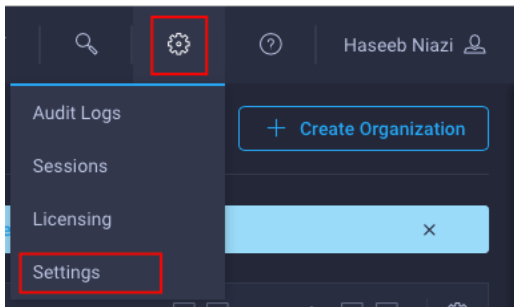 Haseeb Niazi
Audit Logs
+ Create Organization
Sessions
Licensing
Settings